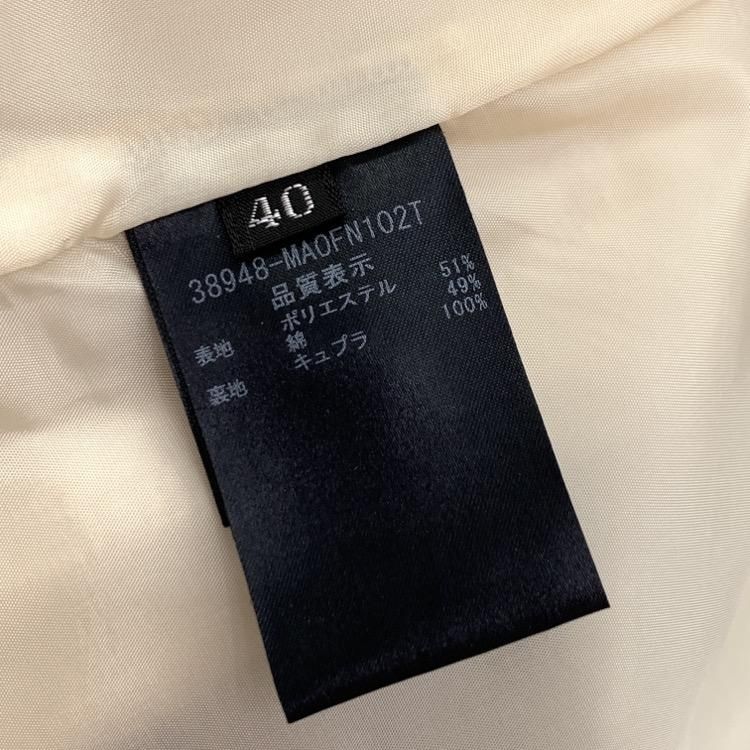 40
38948-MAOFN102T
品質表示
表地 ポリエステル 51%
綿 49%
裏地 キュプラ 100%